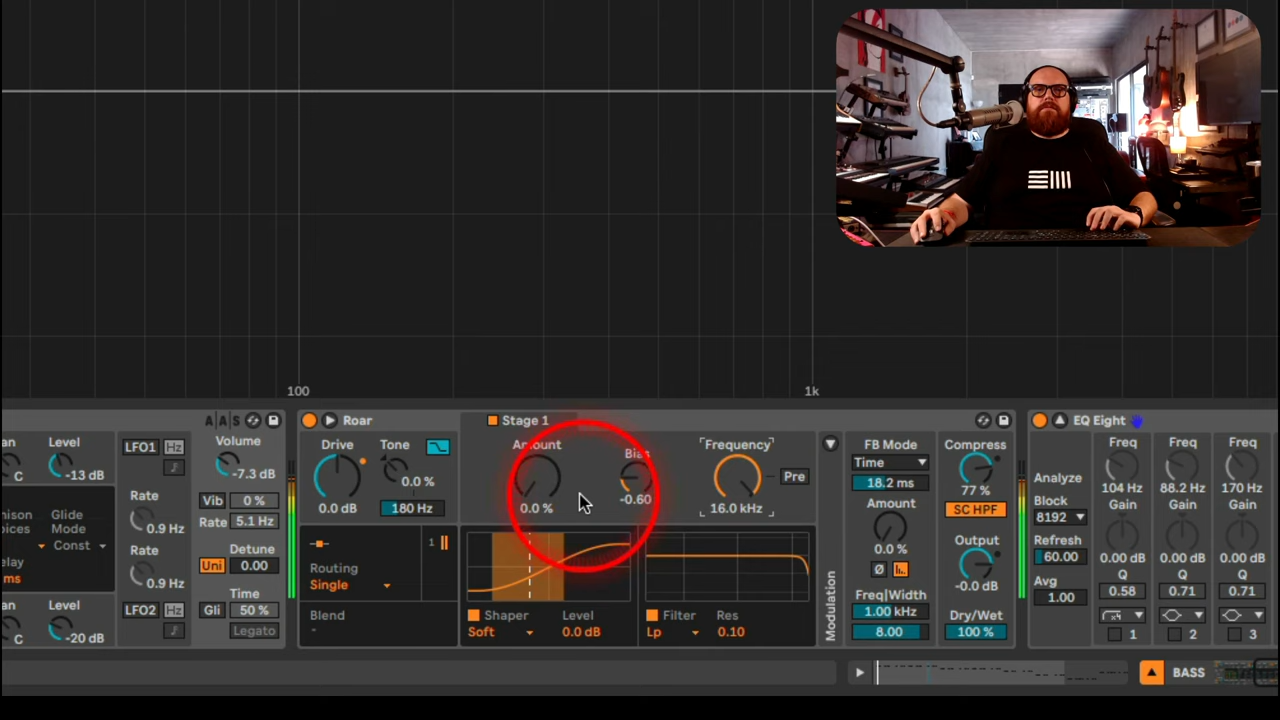 100
1k
an
Level
C
-13 dB
nison
Glide
oices
Mode
Const
elay
ms
Level
C
-20 dB
AAS
LFO1
Hz
Volume
-7.3 dB
Rate
0.9 Hz
Vib
0 %
Rate
5.1 Hz
Detune
Uni
0.00
Rate
0.9 Hz
Time
LFO2
Hz
Gli
50 %
Legato
Roar
Drive
0.0 dB
Tone
0.0 %
180 Hz
1
Routing
Single
Blend
-
Stage 1
Amount
0.0 %
Bias
-0.60
Frequency
16.0 kHz
Pre
Shaper
Soft
Level
0.0 dB
Filter
Lp
Res
0.10
Modulation
FB Mode
Time
18.2 ms
Amount
0.0 %
Ø
Freq|Width
1.00 kHz
8.00
Compress
77 %
SC HPF
Output
-0.0 dB
Dry/Wet
100 %
EQ Eight
Analyze
Block
8192
Refresh
60.00
Avg
1.00
Freq
104 Hz
Gain
0.00 dB
Q
0.58
x4
1
Freq
88.2 Hz
Gain
0.00 dB
Q
0.71
2
Freq
170 Hz
Gain
0.00 dB
Q
0.71
3
BASS